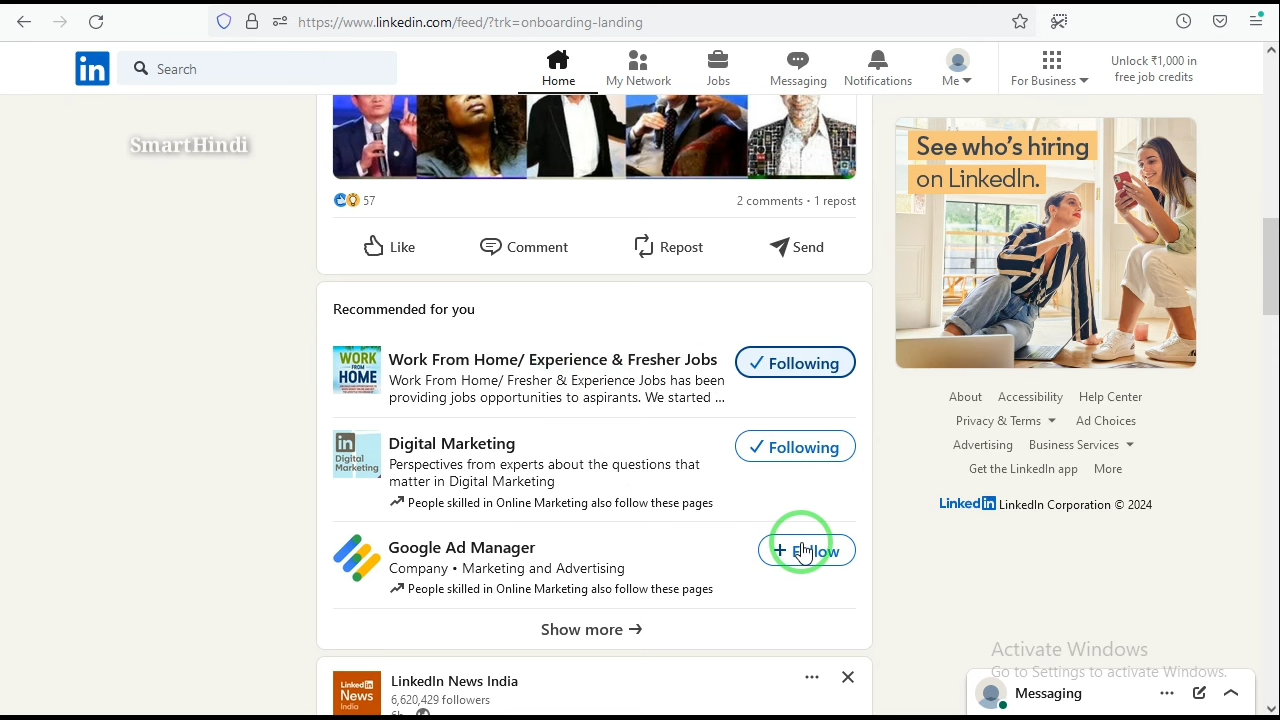 https://www.linkedin.com/feed/?trk=onboarding-landing
in
Search
Home
My Network
Jobs
Messaging
Notifications
Me
For Business
Unlock ₹1,000 in
free job credits
SmartHindi
57
2 comments • 1 repost
Like
Comment
Repost
Send
Recommended for you
WORK
FROM
HOME
Work From Home/ Experience & Fresher Jobs
Work From Home/ Fresher & Experience Jobs has been
providing jobs opportunities to aspirants. We started ...
Following
in
Digital
Marketing
Digital Marketing
Perspectives from experts about the questions that
matter in Digital Marketing
People skilled in Online Marketing also follow these pages
Following
Google Ad Manager
Company • Marketing and Advertising
People skilled in Online Marketing also follow these pages
+ Follow
Show more →
Linked in
News
India
LinkedIn News India
6,620,429 followers
See who's hiring
on LinkedIn.
About
Accessibility
Help Center
Privacy & Terms
Ad Choices
Advertising
Business Services
Get the LinkedIn app
More
Linked in LinkedIn Corporation © 2024
Activate Windows
Go to Settings to activate Windows.
Messaging